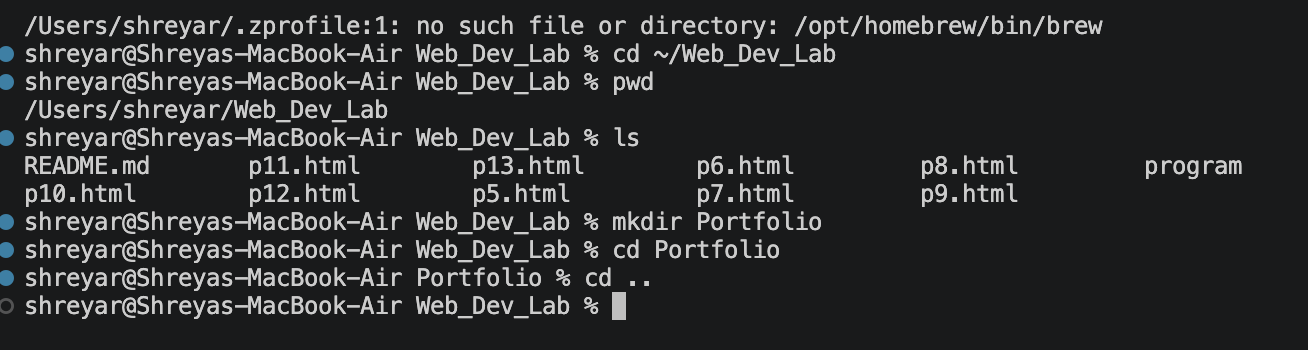 /Users/shreyar/.zprofile:1: no such file or directory: /opt/homebrew/bin/brew
shreyar@Shreyas-MacBook-Air Web_Dev_Lab % cd ~/Web_Dev_Lab
shreyar@Shreyas-MacBook-Air Web_Dev_Lab % pwd
/Users/shreyar/Web_Dev_Lab
shreyar@Shreyas-MacBook-Air Web_Dev_Lab % ls
README.md p11.html p13.html p6.html p8.html program
p10.html p12.html p5.html p7.html p9.html
shreyar@Shreyas-MacBook-Air Web_Dev_Lab % mkdir Portfolio
shreyar@Shreyas-MacBook-Air Web_Dev_Lab % cd Portfolio
shreyar@Shreyas-MacBook-Air Portfolio % cd ..
shreyar@Shreyas-MacBook-Air Web_Dev_Lab %